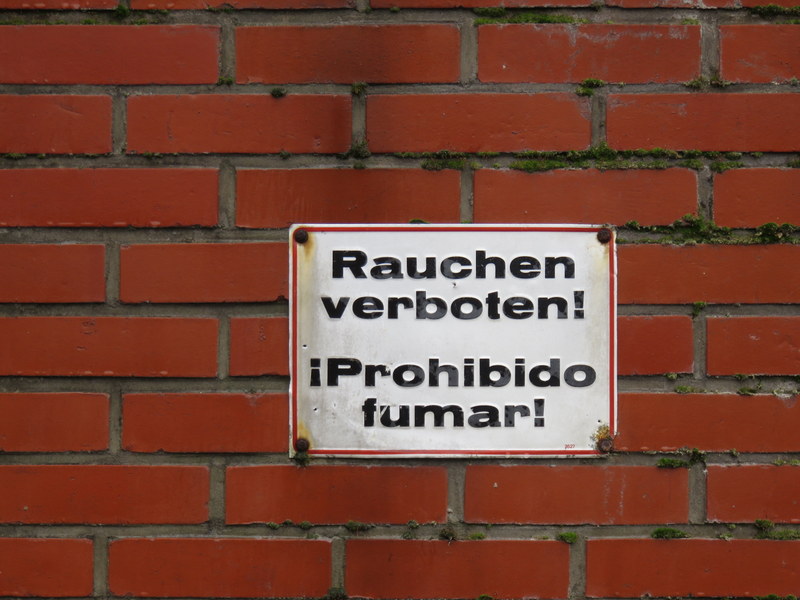 Rauchen
verboten!
¡Prohibido
fumar!